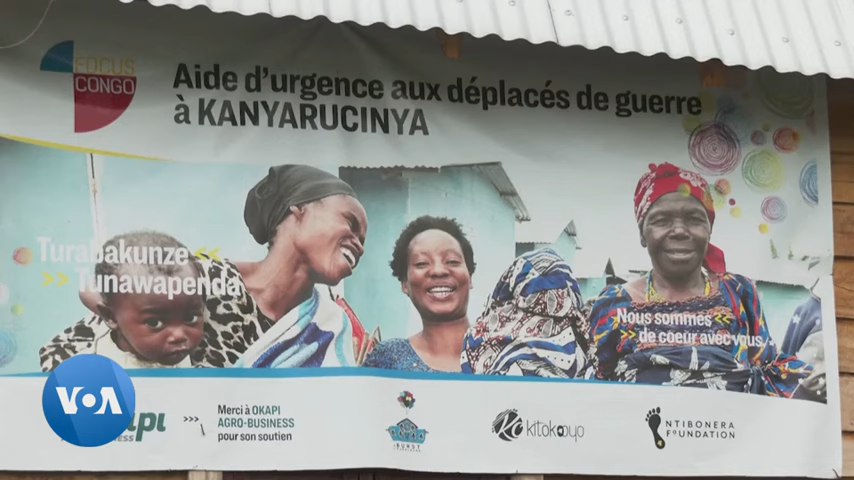 FOCUS
CONGO
Aide d'urgence aux déplacés de guerre
à KANYARUCINYA
Turabakunze <<
>> Tunawapenda
Nous sommes <<
>> de coeur avec vous
VOA
>>>
Merci à OKAPI
AGRO-BUSINESS
pour son soutien
kitokooyo
NTIBONERA
FOUNDATION